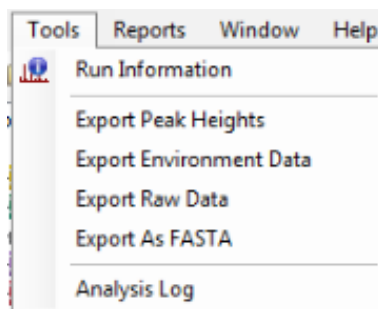 Tools Reports Window Help
Run Information
Export Peak Heights
Export Environment Data
Export Raw Data
Export As FASTA
Analysis Log